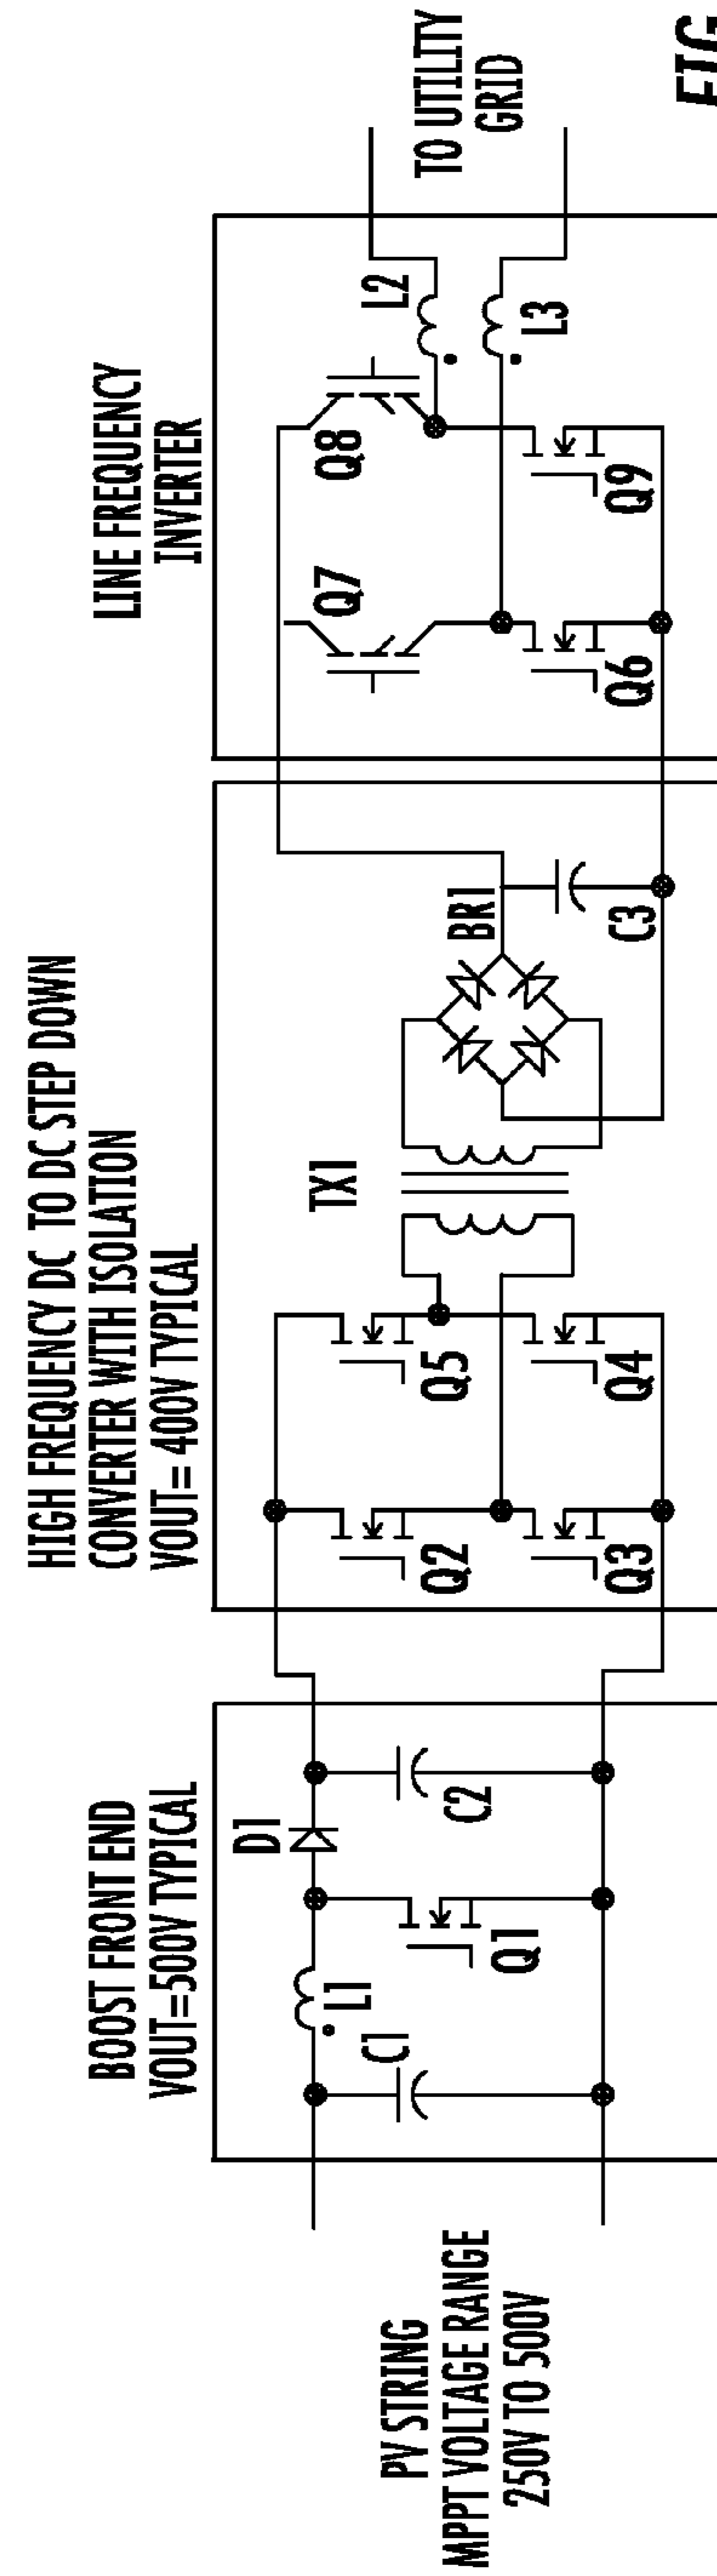 PV STRING
MPPT VOLTAGE RANGE
250V TO 500V
BOOST FRONT END
VOUT=500V TYPICAL
C1
L1
Q1
D1
C2
HIGH FREQUENCY DC TO DC STEP DOWN
CONVERTER WITH ISOLATION
VOUT= 400V TYPICAL
Q2
Q3
Q5
Q4
TX1
BR1
C3
LINE FREQUENCY
INVERTER
Q7
Q6
Q8
Q9
L2
L3
TO UTILITY
GRID
FIG